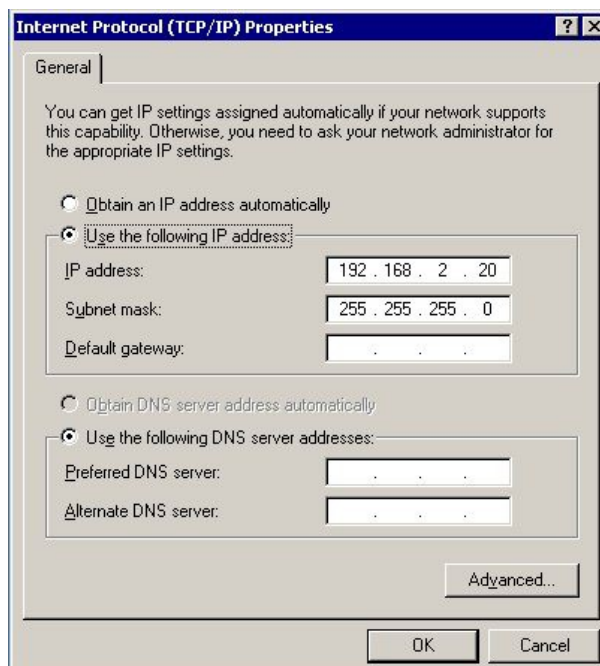 Internet Protocol (TCP/IP) Properties
General
You can get IP settings assigned automatically if your network supports
this capability. Otherwise, you need to ask your network administrator for
the appropriate IP settings.
Obtain an IP address automatically
Use the following IP address:
IP address: 192 . 168 . 2 . 20
Subnet mask: 255 . 255 . 255 . 0
Default gateway: . . .
Obtain DNS server address automatically
Use the following DNS server addresses:
Preferred DNS server: . . .
Alternate DNS server: . . .
Advanced...
OK Cancel